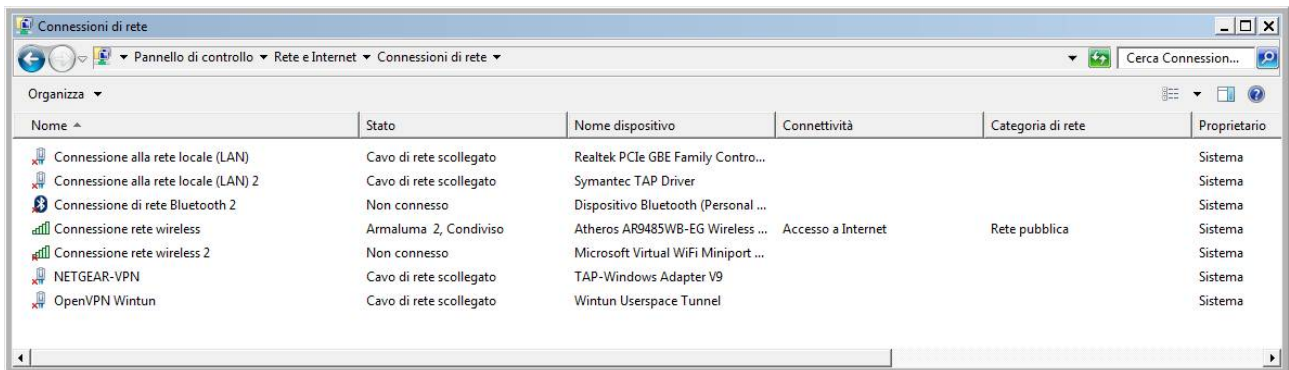 Connessioni di rete
Pannello di controllo Rete e Internet Connessioni di rete Cerca Connession...
Organizza
Nome Stato Nome dispositivo Connettività Categoria di rete Proprietario
Connessione alla rete locale (LAN) Cavo di rete scollegato Realtek PCIe GBE Family Contro... Sistema
Connessione alla rete locale (LAN) 2 Cavo di rete scollegato Symantec TAP Driver Sistema
Connessione di rete Bluetooth 2 Non connesso Dispositivo Bluetooth (Personal ... Sistema
Connessione rete wireless Armaluma 2, Condiviso Atheros AR9485WB-EG Wireless ... Accesso a Internet Rete pubblica Sistema
Connessione rete wireless 2 Non connesso Microsoft Virtual WiFi Miniport ... Sistema
NETGEAR-VPN Cavo di rete scollegato TAP-Windows Adapter V9 Sistema
OpenVPN Wintun Cavo di rete scollegato Wintun Userspace Tunnel Sistema